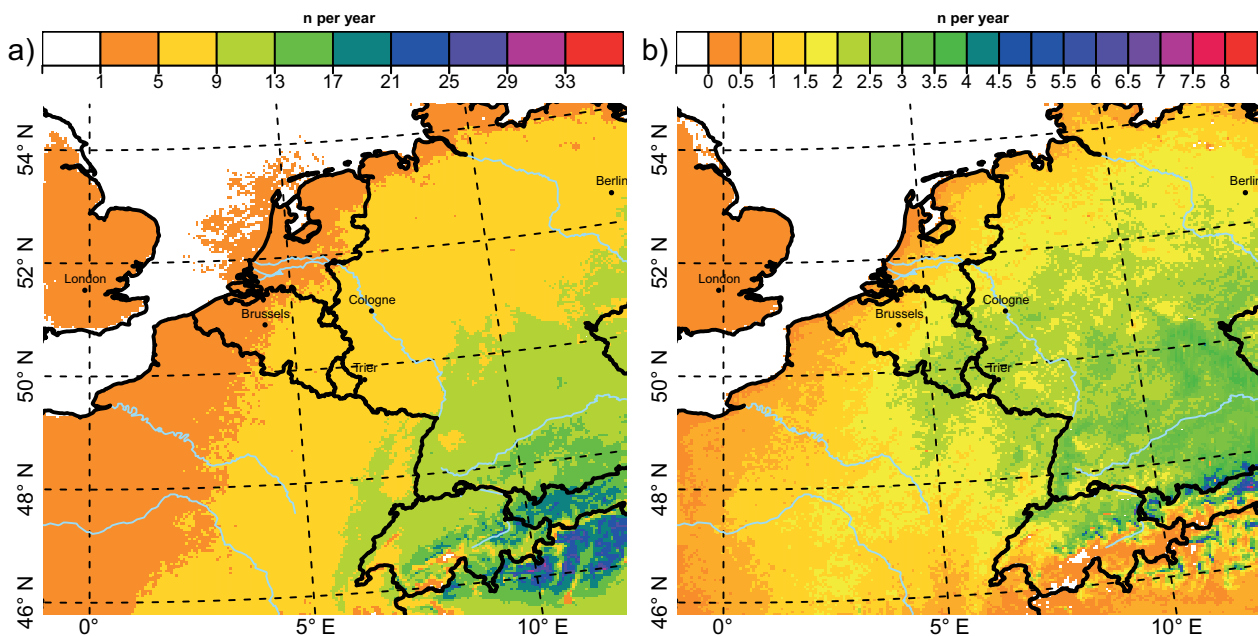 n per year
a)
1 5 9 13 17 21 25 29 33
54° N
52° N
50° N
48° N
46° N
London
Brussels
Cologne
Trier
Berlin
0° 5° E 10° E
n per year
b)
0 0.5 1 1.5 2 2.5 3 3.5 4 4.5 5 5.5 6 6.5 7 7.5 8
54° N
52° N
50° N
48° N
46° N
London
Brussels
Cologne
Trier
Berlin
0° 5° E 10° E